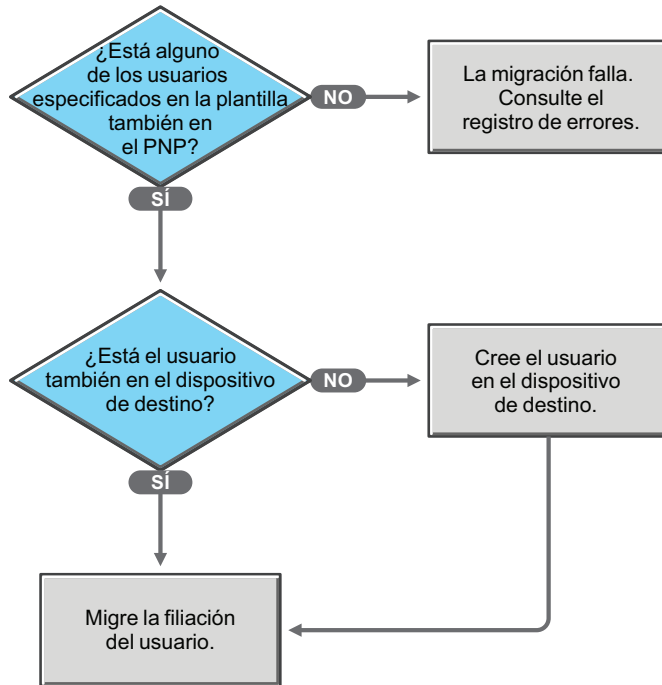 ¿Está alguno
de los usuarios
especificados en la plantilla
también en
el PNP?
NO
La migración falla.
Consulte el
registro de errores.
SÍ
¿Está el usuario
también en el dispositivo
de destino?
NO
Cree el usuario
en el dispositivo
de destino.
SÍ
Migre la filiación
del usuario.